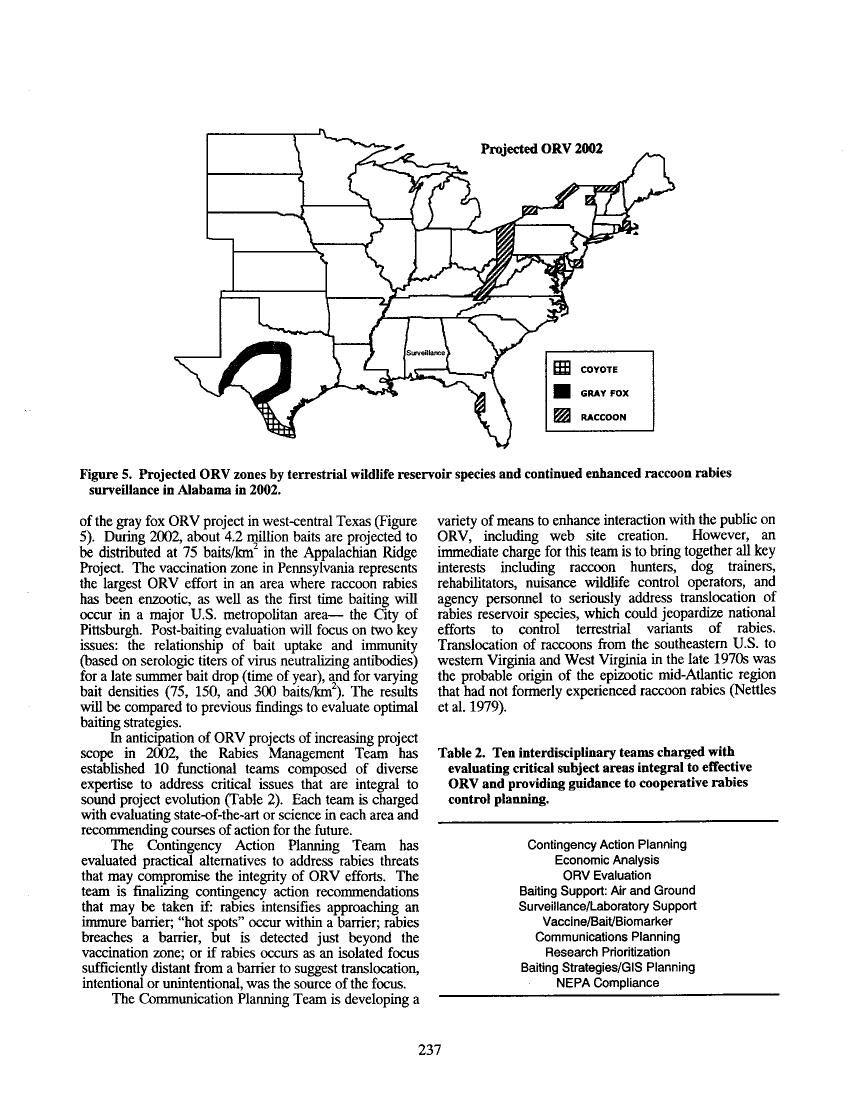 Projected ORV 2002
Surveillance
COYOTE
GRAY FOX
RACCOON
Figure 5. Projected ORV zones by terrestrial wildlife reservoir species and continued enhanced raccoon rabies
surveillance in Alabama in 2002.
of the gray fox ORV project in west-central Texas (Figure
5). During 2002, about 4.2 million baits are projected to
be distributed at 75 baits/km² in the Appalachian Ridge
Project. The vaccination zone in Pennsylvania represents
the largest ORV effort in an area where raccoon rabies
has been enzootic, as well as the first time baiting will
occur in a major U.S. metropolitan area— the City of
Pittsburgh. Post-baiting evaluation will focus on two key
issues: the relationship of bait uptake and immunity
(based on serologic titers of virus neutralizing antibodies)
for a late summer bait drop (time of year), and for varying
bait densities (75, 150, and 300 baits/km²). The results
will be compared to previous findings to evaluate optimal
baiting strategies.
In anticipation of ORV projects of increasing project
scope in 2002, the Rabies Management Team has
established 10 functional teams composed of diverse
expertise to address critical issues that are integral to
sound project evolution (Table 2). Each team is charged
with evaluating state-of-the-art or science in each area and
recommending courses of action for the future.
The Contingency Action Planning Team has
evaluated practical alternatives to address rabies threats
that may compromise the integrity of ORV efforts. The
team is finalizing contingency action recommendations
that may be taken if: rabies intensifies approaching an
immure barrier; “hot spots” occur within a barrier; rabies
breaches a barrier, but is detected just beyond the
vaccination zone; or if rabies occurs as an isolated focus
sufficiently distant from a barrier to suggest translocation,
intentional or unintentional, was the source of the focus.
The Communication Planning Team is developing a
variety of means to enhance interaction with the public on
ORV, including web site creation. However, an
immediate charge for this team is to bring together all key
interests including raccoon hunters, dog trainers,
rehabilitators, nuisance wildlife control operators, and
agency personnel to seriously address translocation of
rabies reservoir species, which could jeopardize national
efforts to control terrestrial variants of rabies.
Translocation of raccoons from the southeastern U.S. to
western Virginia and West Virginia in the late 1970s was
the probable origin of the epizootic mid-Atlantic region
that had not formerly experienced raccoon rabies (Nettles
et al. 1979).
Table 2. Ten interdisciplinary teams charged with
evaluating critical subject areas integral to effective
ORV and providing guidance to cooperative rabies
control planning.
Contingency Action Planning
Economic Analysis
ORV Evaluation
Baiting Support: Air and Ground
Surveillance/Laboratory Support
Vaccine/Bait/Biomarker
Communications Planning
Research Prioritization
Baiting Strategies/GIS Planning
NEPA Compliance
237